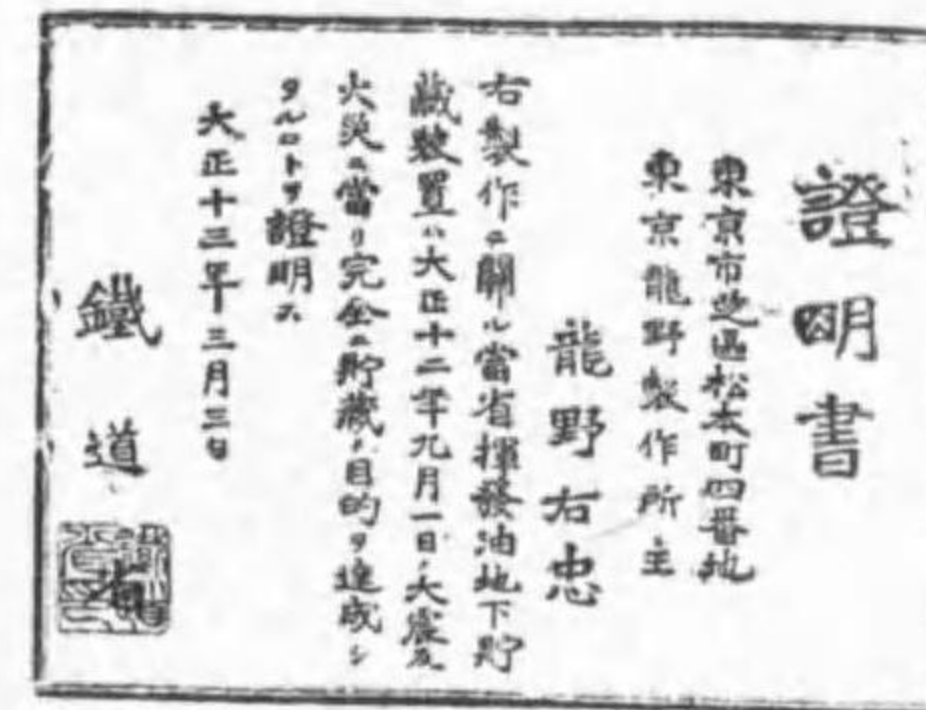 證明書
東京市芝區松本町四番地
東京龍野製作所主
龍野右忠
右製作ニ關ル當省揮發油地下貯
藏裝置ハ大正十二年九月一日ノ大震及
火災ニ當リ完全ニ貯藏ノ目的ヲ達成シ
タルコトヲ證明ス
大正十三年三月三日
鐵道省